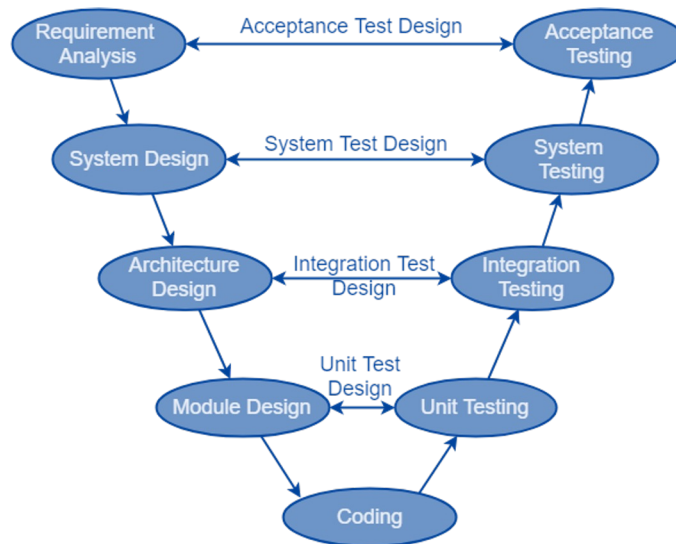 Requirement
Analysis
Acceptance Test Design
Acceptance
Testing
System Design
System Test Design
System
Testing
Architecture
Design
Integration Test
Design
Integration
Testing
Module Design
Unit Test
Design
Unit Testing
Coding